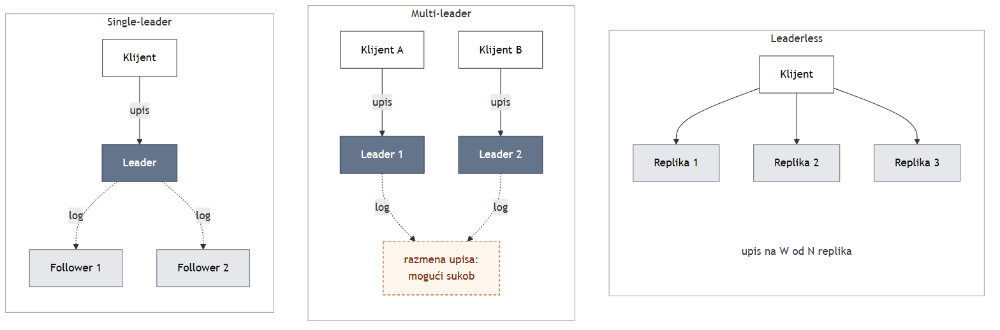 Single-leader
Klijent
upis
Leader
log
log
Follower 1
Follower 2
Multi-leader
Klijent A
Klijent B
upis
upis
Leader 1
Leader 2
log
log
razmena upisa:
mogući sukob
Leaderless
Klijent
Replika 1
Replika 2
Replika 3
upis na W od N replika